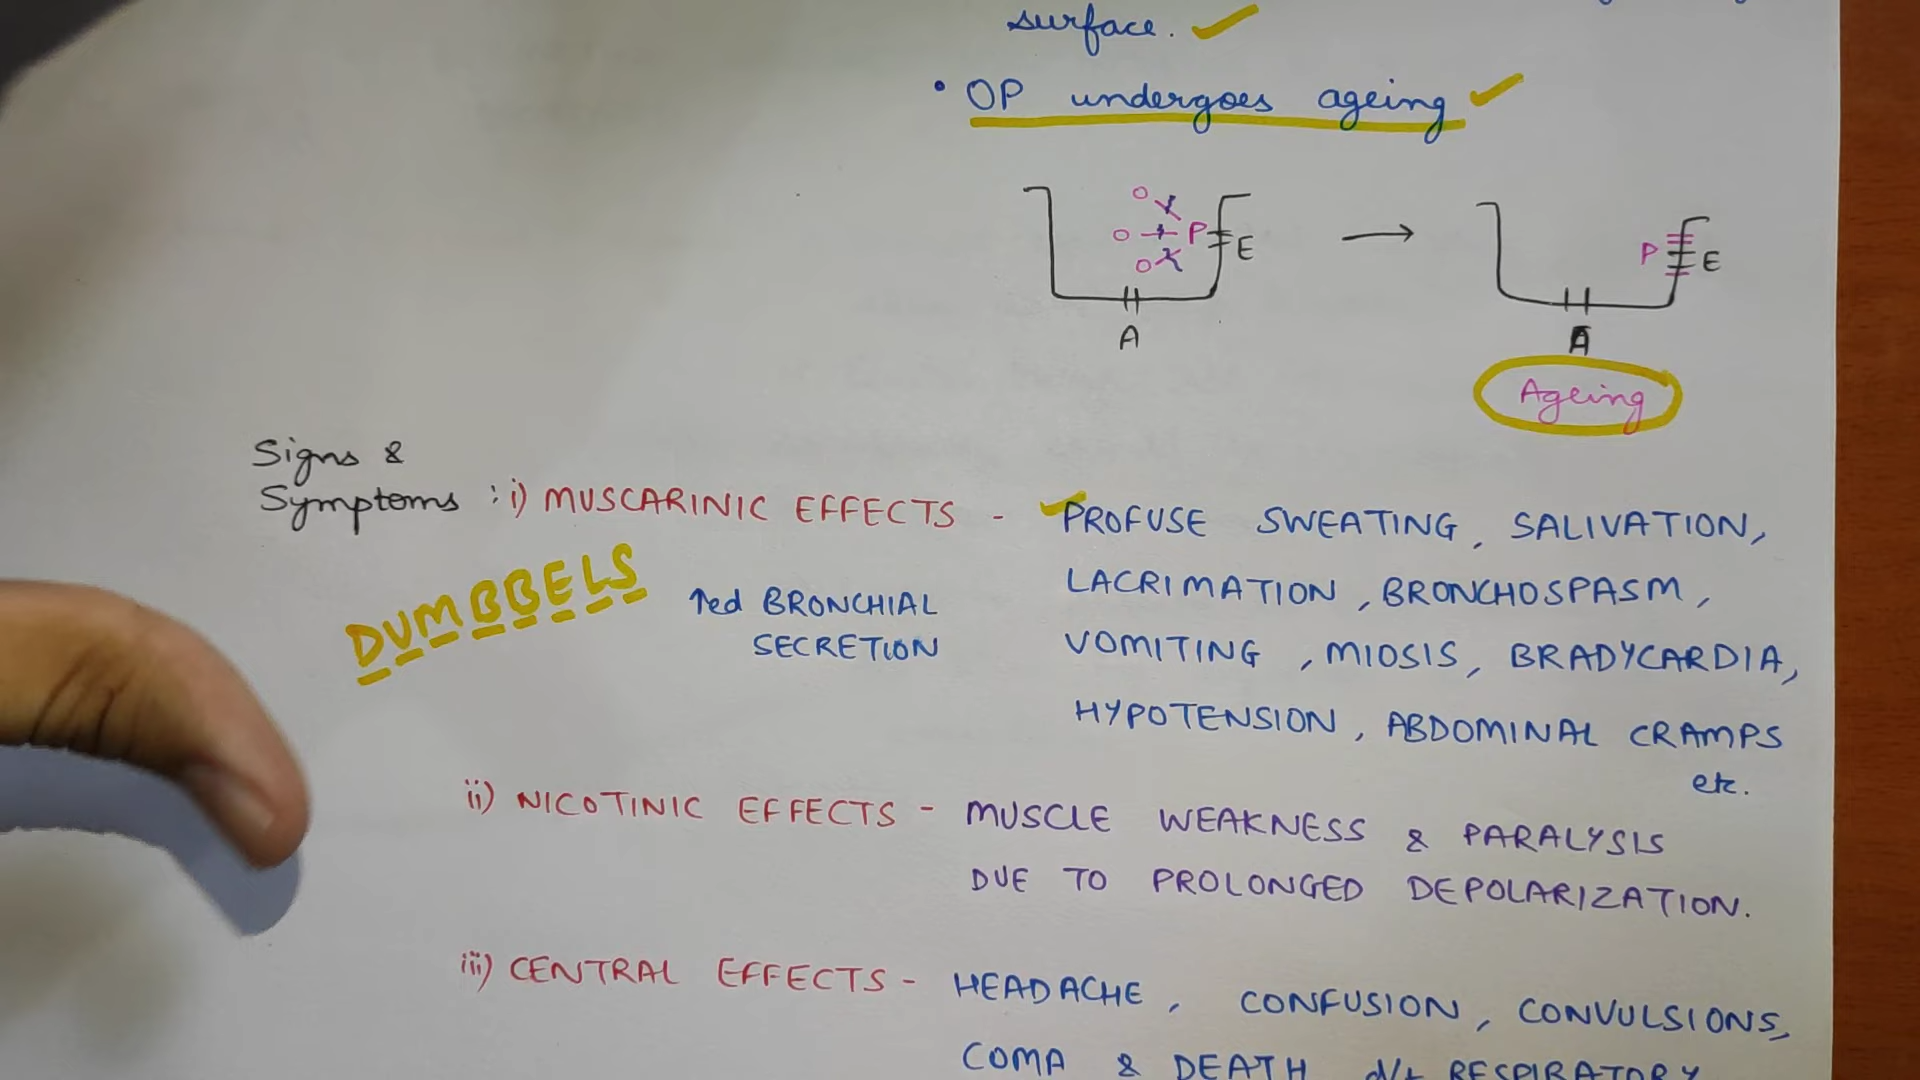 surface.
• OP undergoes ageing
O
O P E
O
A
P E
A
Ageing
Signs &
Symptoms : i) MUSCARINIC EFFECTS - PROFUSE SWEATING, SALIVATION,
LACRIMATION, BRONCHOSPASM,
VOMITING, MIOSIS, BRADYCARDIA,
HYPOTENSION, ABDOMINAL CRAMPS
etc.
DUMBBELS
↑ed BRONCHIAL
SECRETION
ii) NICOTINIC EFFECTS - MUSCLE WEAKNESS & PARALYSIS
DUE TO PROLONGED DEPOLARIZATION.
iii) CENTRAL EFFECTS - HEADACHE, CONFUSION, CONVULSIONS,
COMA & DEATH d/t RESPIRATORY